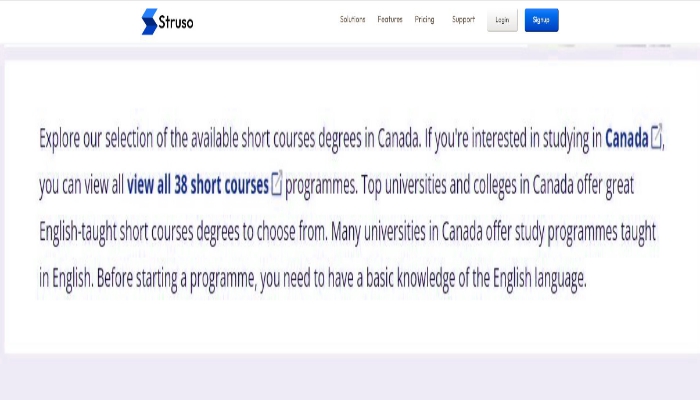 Struso
Solutions Features Pricing Support Login Signup
Explore our selection of the available short courses degrees in Canada. If you're interested in studying in Canada,
you can view all view all 38 short courses programmes. Top universities and colleges in Canada offer great
English-taught short courses degrees to choose from. Many universities in Canada offer study programmes taught
in English. Before starting a programme, you need to have a basic knowledge of the English language.